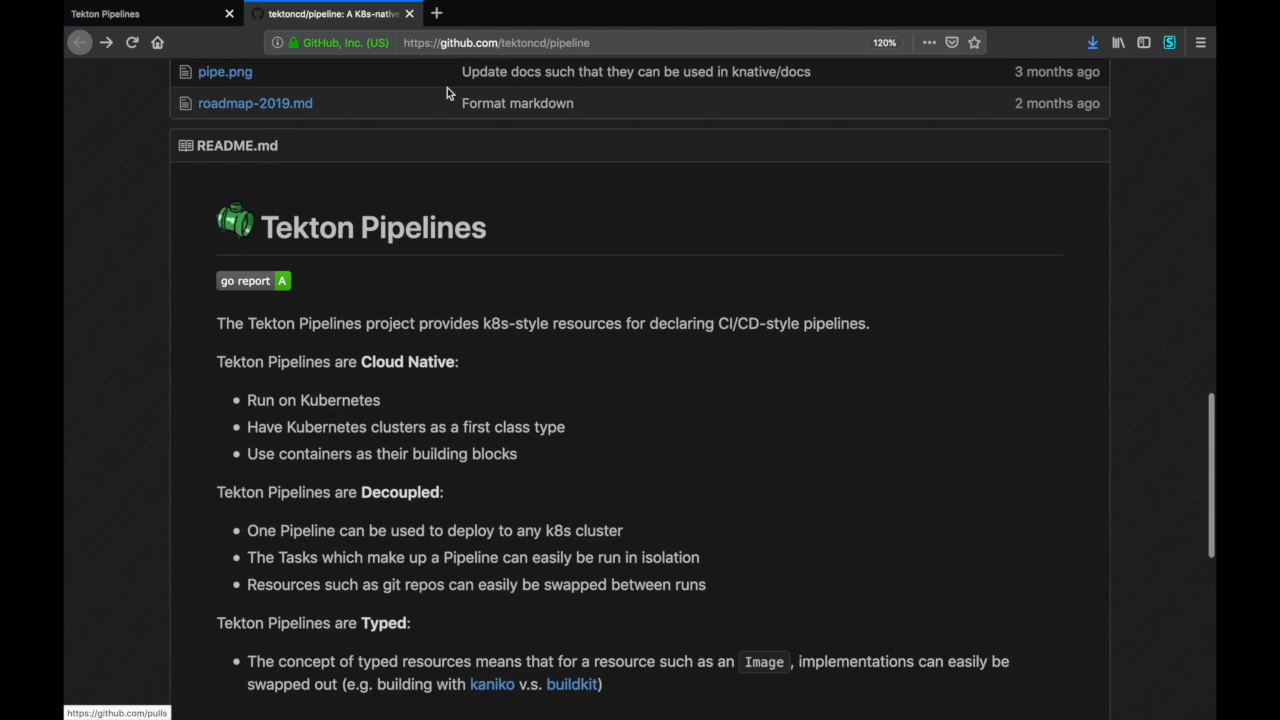 Tekton Pipelines
tektoncd/pipeline: A K8s-native
GitHub, Inc. (US) https://github.com/tektoncd/pipeline 120%
pipe.png Update docs such that they can be used in knative/docs 3 months ago
roadmap-2019.md Format markdown 2 months ago
README.md
Tekton Pipelines
go report A
The Tekton Pipelines project provides k8s-style resources for declaring CI/CD-style pipelines.
Tekton Pipelines are Cloud Native:
• Run on Kubernetes
• Have Kubernetes clusters as a first class type
• Use containers as their building blocks
Tekton Pipelines are Decoupled:
• One Pipeline can be used to deploy to any k8s cluster
• The Tasks which make up a Pipeline can easily be run in isolation
• Resources such as git repos can easily be swapped between runs
Tekton Pipelines are Typed:
• The concept of typed resources means that for a resource such as an Image, implementations can easily be
swapped out (e.g. building with kaniko v.s. buildkit)
https://github.com/pulls